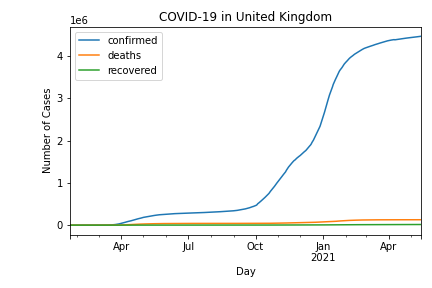 COVID-19 in United Kingdom
1e6
confirmed
deaths
recovered
Number of Cases
4
3
2
1
0
Apr
Jul
Oct
Jan
2021
Apr
Day